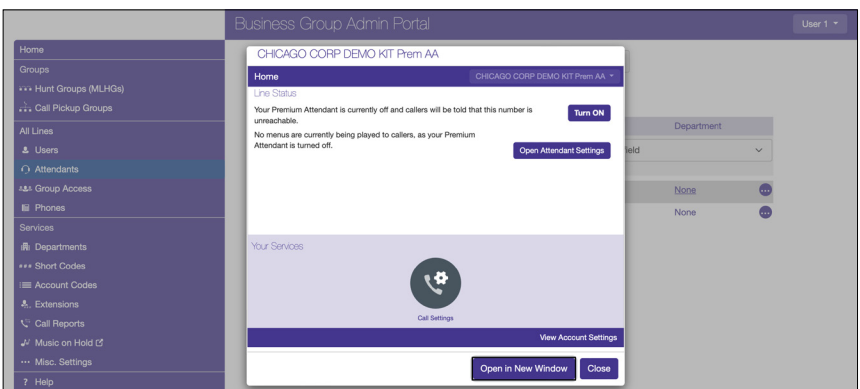 Business Group Admin Portal
User 1
Home
Groups
Hunt Groups (MLHGs)
Call Pickup Groups
All Lines
Users
Attendants
Group Access
Phones
Services
Departments
Short Codes
Account Codes
Extensions
Call Reports
Music on Hold
Misc. Settings
? Help
CHICAGO CORP DEMO KIT Prem AA
Home
CHICAGO CORP DEMO KIT Prem AA
Line Status
Your Premium Attendant is currently off and callers will be told that this number is
unreachable.
Turn ON
No menus are currently being played to callers, as your Premium
Attendant is turned off.
Open Attendant Settings
Your Services
Call Settings
View Account Settings
Open in New Window
Close
Department
ield
None
None